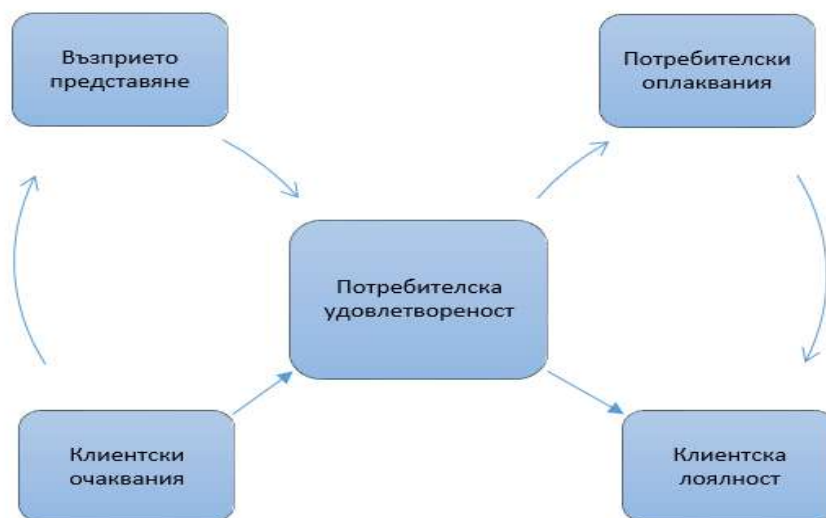 Възприето
представяне
Потребителски
оплаквания
Потребителска
удовлетвореност
Клиентски
очаквания
Клиентска
лоялност